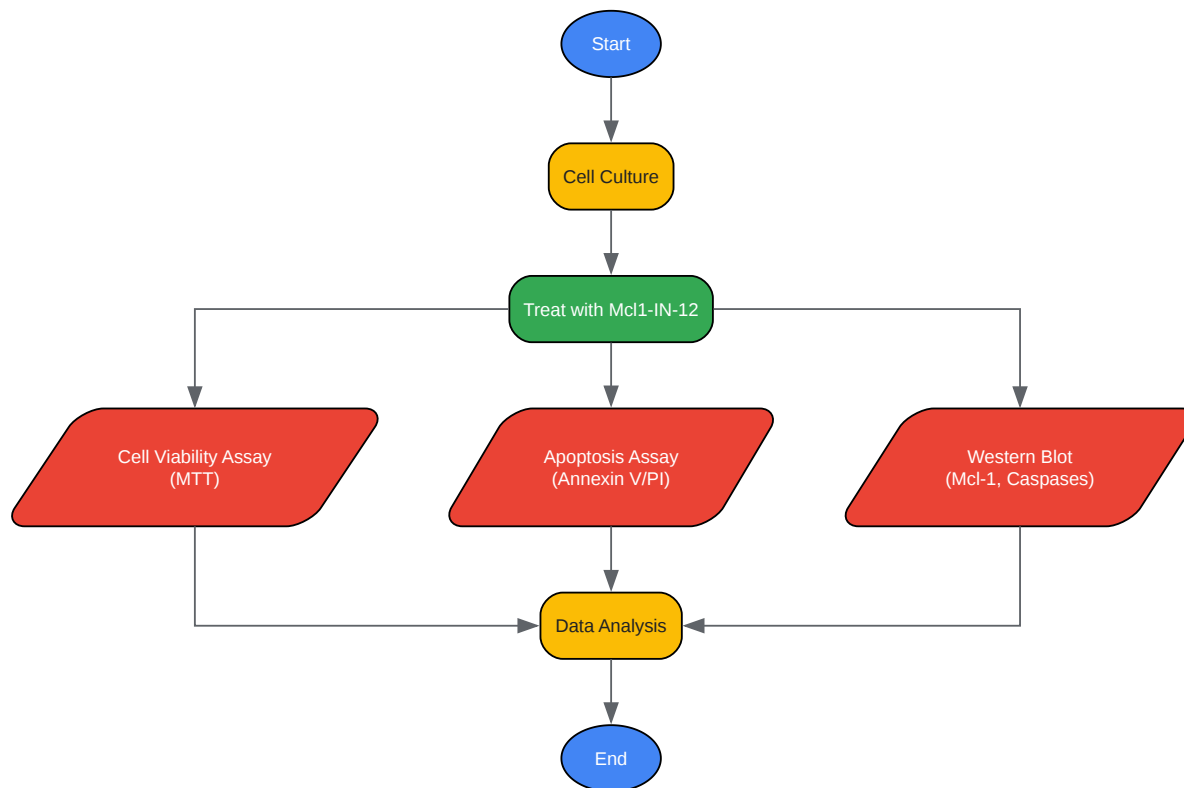 Start
Cell Culture
Treat with Mcl1-IN-12
Cell Viability Assay
(MTT)
Apoptosis Assay
(Annexin V/PI)
Western Blot
(Mcl-1, Caspases)
Data Analysis
End